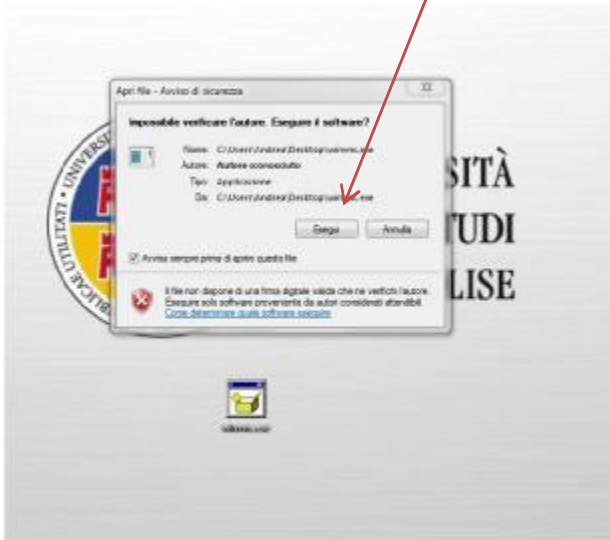 Apri file - Avviso di sicurezza
Impossibile verificare l'autore. Eseguire il software?
Nome:
Autore: Autore sconosciuto
Tipo: Applicazione
Da:
Esegui
Annulla
Avvisa sempre prima di aprire questo file
Il file non dispone di una firma digitale valida che ne verifichi l'autore.
Eseguire solo software proveniente da autori considerati attendibili.
Come determinare quale software eseguire
SITÀ
TUDI
LISE
UTILITATI